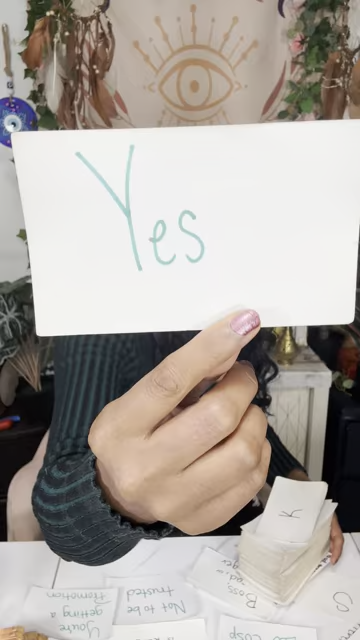 Yes
K
Boss,
Not to be
trusted
You're
getting a
Promotion
S